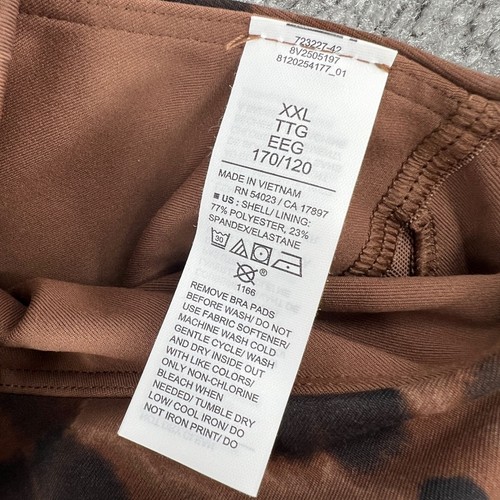 723227-42
8V2505197
8120254177_01
XXL
TTG
EEG
170/120
MADE IN VIETNAM
RN 54023 / CA 17897
■ US : SHELL/ LINING:
77% POLYESTER, 23%
SPANDEX/ELASTANE
30
®
1166
REMOVE BRA PADS
BEFORE WASH/ DO NOT
USE FABRIC SOFTENER/
MACHINE WASH COLD
GENTLE CYCLE/ WASH
AND DRY INSIDE OUT
WITH LIKE COLORS/
ONLY NON-CHLORINE
BLEACH WHEN
NEEDED/ TUMBLE DRY
LOW/ COOL IRON/ DO
NOT IRON PRINT/ DO